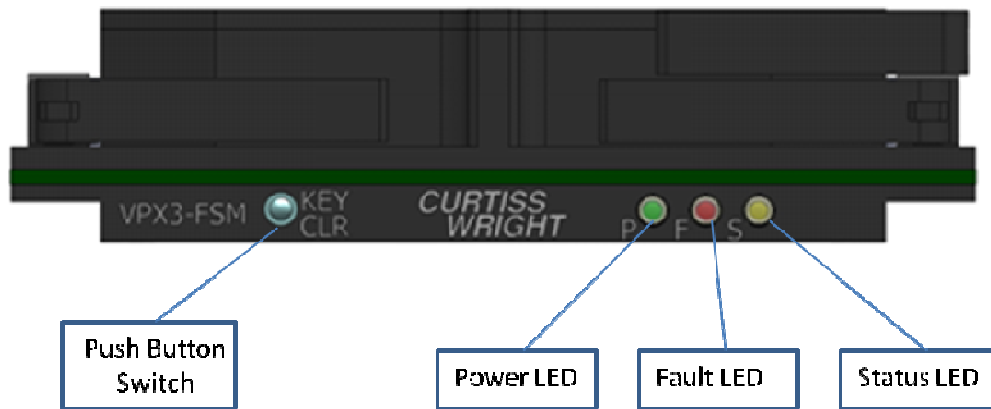 VPX3-FSM
KEY
CLR
CURTISS
WRIGHT
P F S
Push Button
Switch
Power LED
Fault LED
Status LED